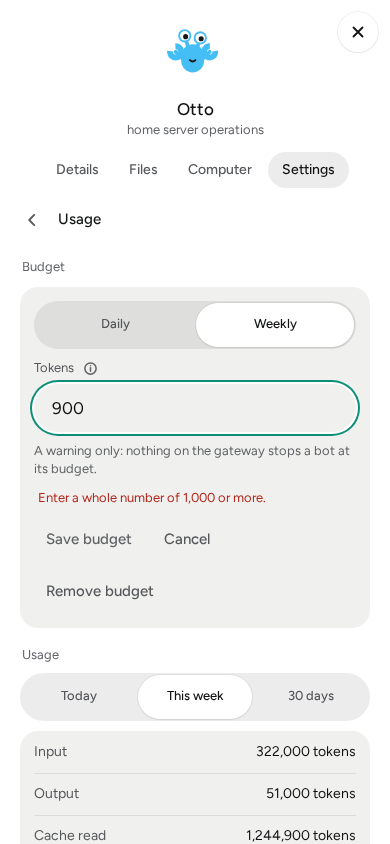 Otto
home server operations
Details Files Computer Settings
Usage
Budget
Daily Weekly
Tokens
900
A warning only: nothing on the gateway stops a bot at
its budget.
Enter a whole number of 1,000 or more.
Save budget Cancel
Remove budget
Usage
Today This week 30 days
Input 322,000 tokens
Output 51,000 tokens
Cache read 1,244,900 tokens